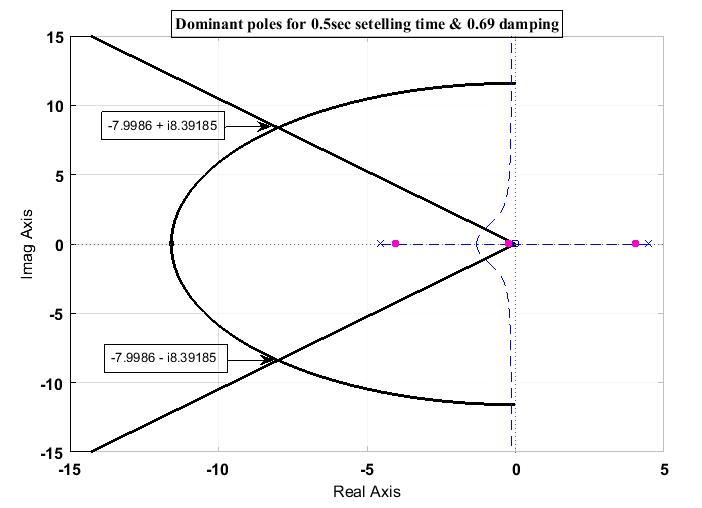 Dominant poles for 0.5sec setelling time & 0.69 damping
15
10
5
0
-5
-10
-15
Imag Axis
-7.9986 + i8.39185
-7.9986 - i8.39185
-15
-10
-5
0
5
Real Axis